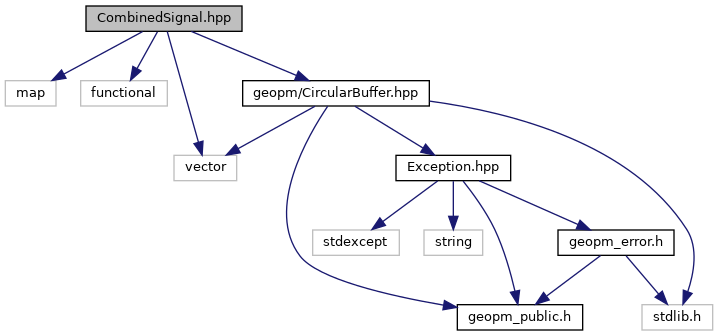 CombinedSignal.hpp
map
functional
geopm/CircularBuffer.hpp
vector
Exception.hpp
stdexcept
string
geopm_error.h
geopm_public.h
stdlib.h